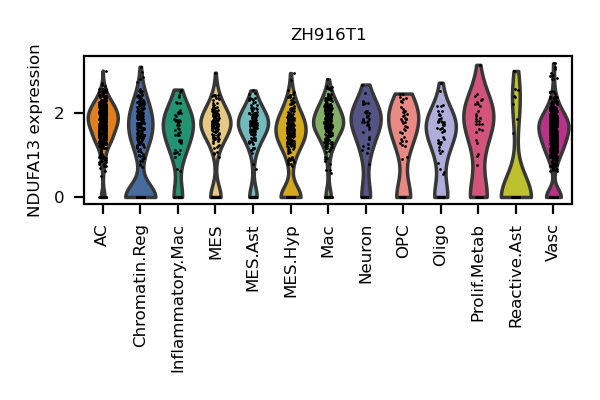 ZH916T1
NDUFA13 expression
2
0
AC
Chromatin.Reg
Inflammatory.Mac
MES
MES.Ast
MES.Hyp
Mac
Neuron
OPC
Oligo
Prolif.Metab
Reactive.Ast
Vasc